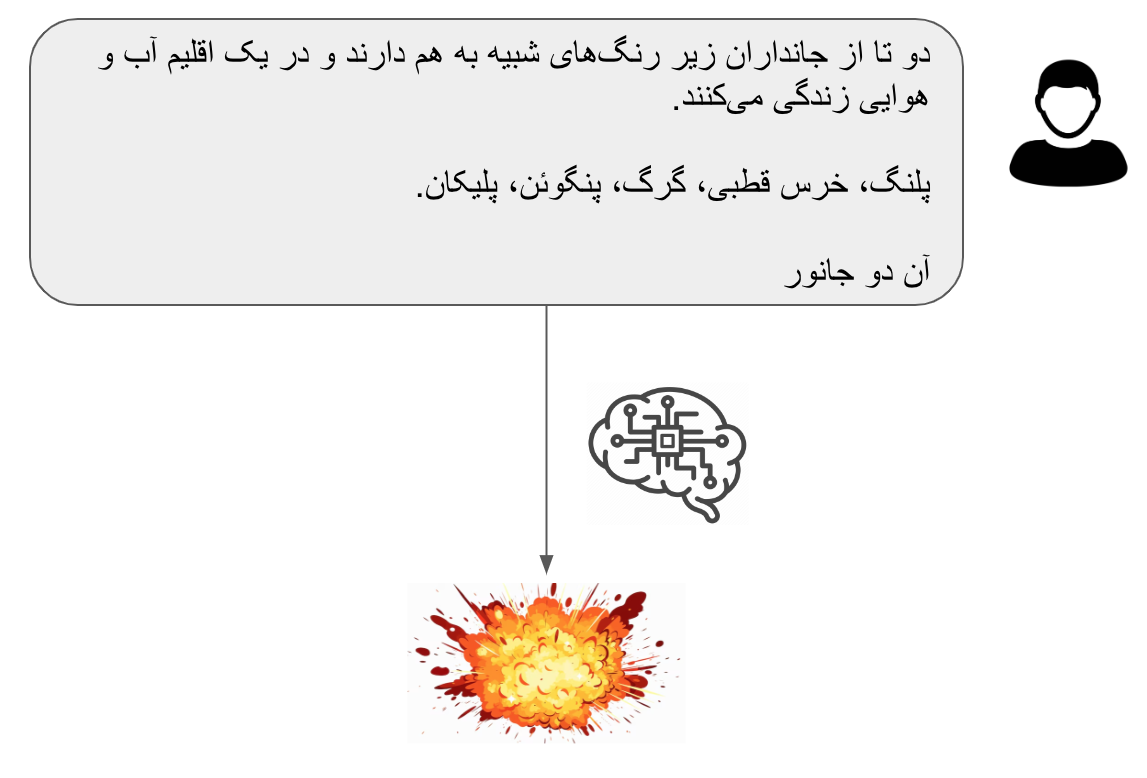 دو تا از جانداران زیر رنگ‌های شبیه به هم دارند و در یک اقلیم آب و
هوایی زندگی می‌کنند.
پلنگ، خرس قطبی، گرگ، پنگوئن، پلیکان.
آن دو جانور